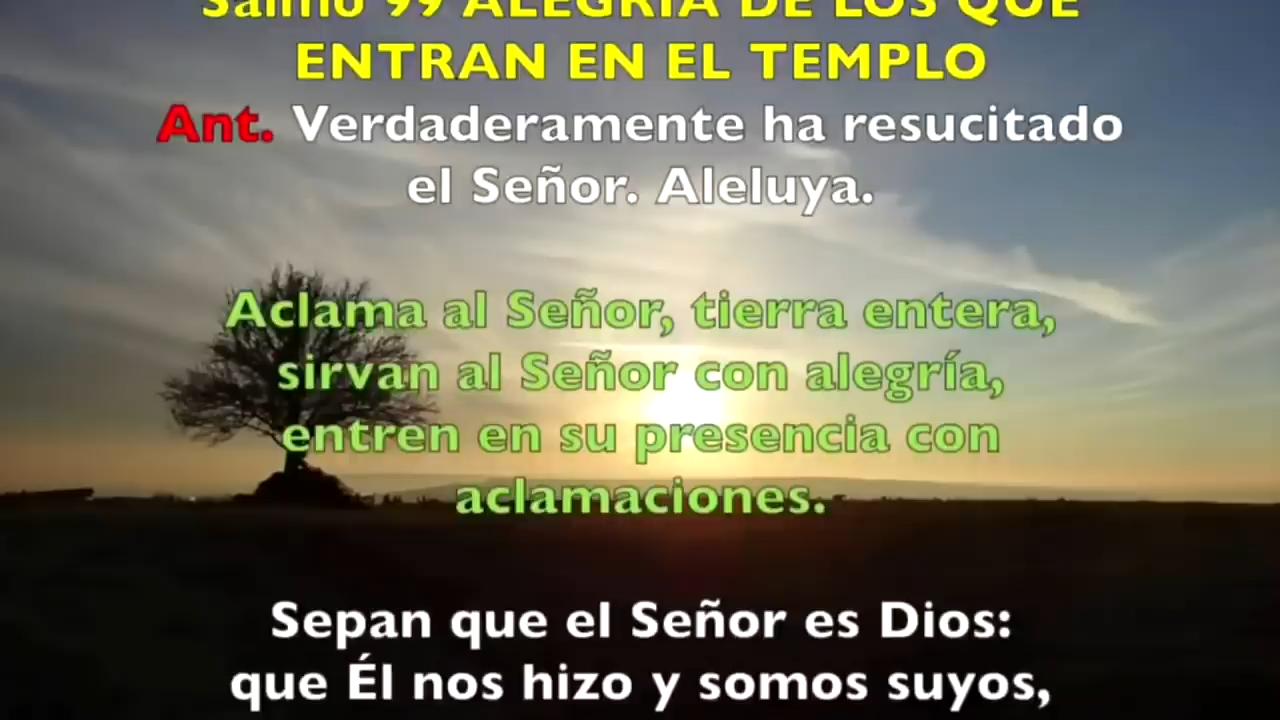 Salmo 99 ALEGRÍA DE LOS QUE
ENTRAN EN EL TEMPLO
Ant. Verdaderamente ha resucitado
el Señor. Aleluya.
Aclama al Señor, tierra entera,
sirvan al Señor con alegría,
entren en su presencia con
aclamaciones.
Sepan que el Señor es Dios:
que Él nos hizo y somos suyos,